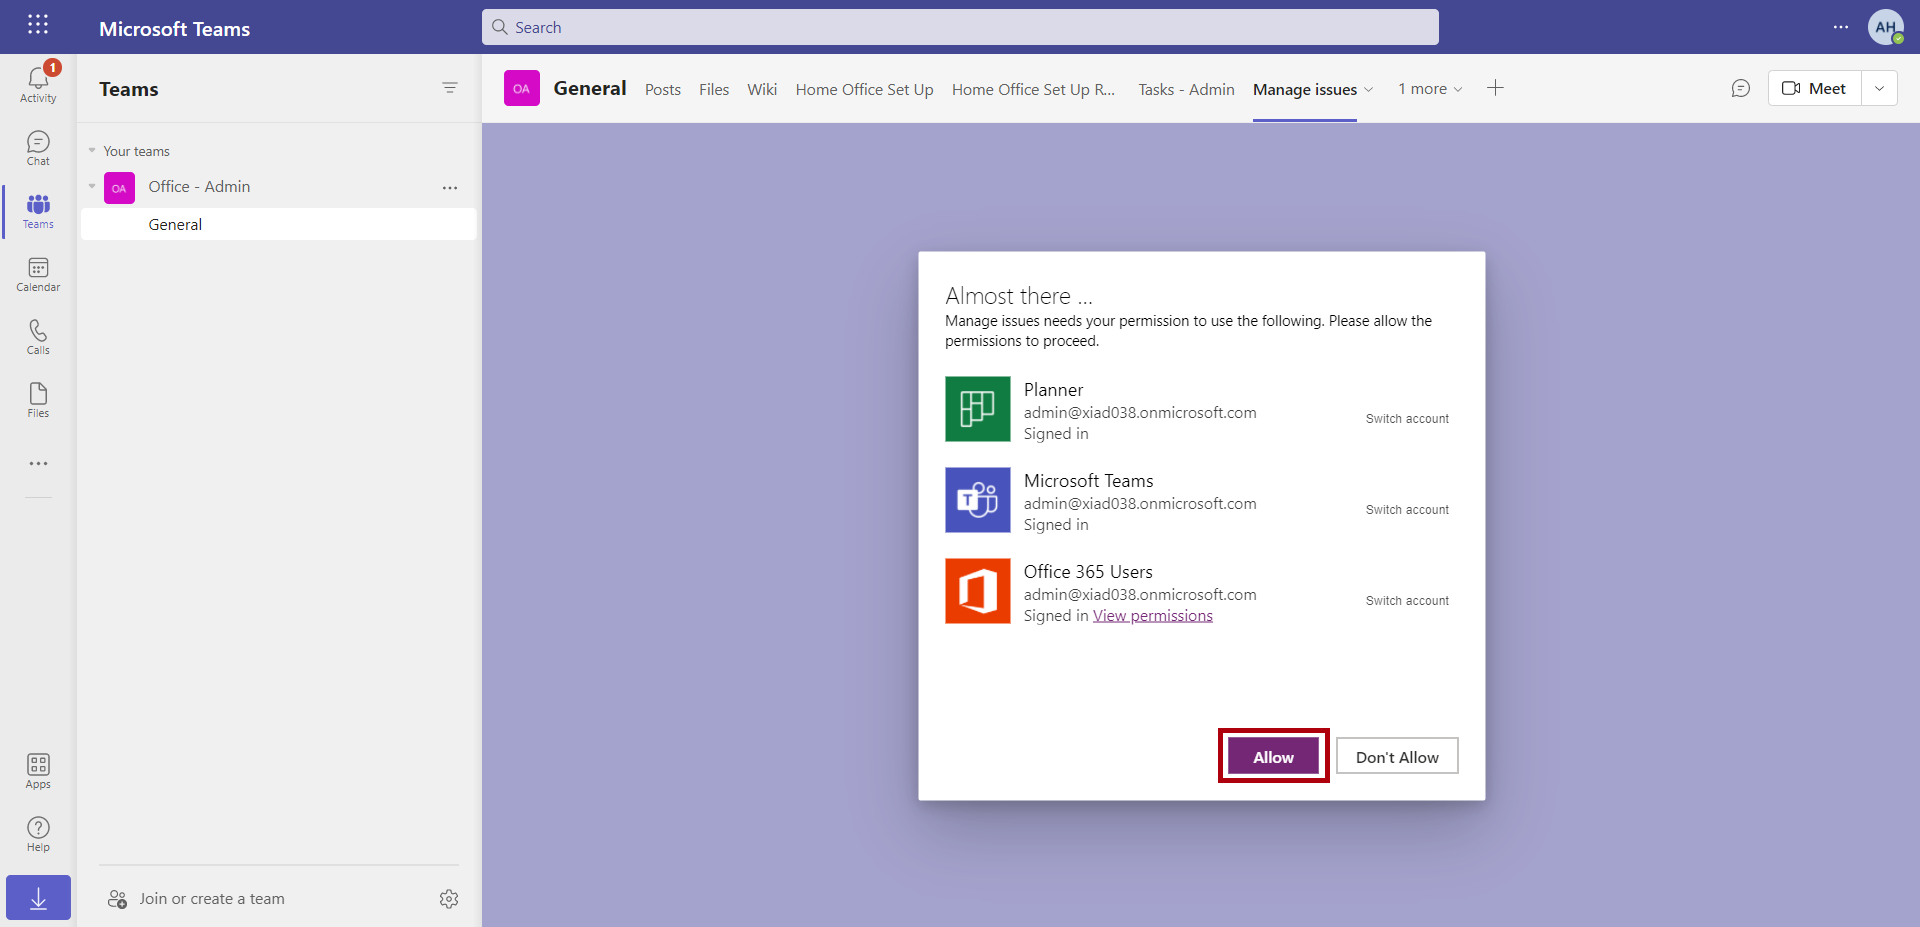 Microsoft Teams
Search
AH
1
Activity
Chat
Teams
Calendar
Calls
Files
Apps
Help
Teams
Your teams
OA
Office - Admin
General
Join or create a team
OA
General
Posts
Files
Wiki
Home Office Set Up
Home Office Set Up R...
Tasks - Admin
Manage issues
1 more
Meet
Almost there ...
Manage issues needs your permission to use the following. Please allow the
permissions to proceed.
Planner
admin@xiad038.onmicrosoft.com
Signed in
Switch account
T
Microsoft Teams
admin@xiad038.onmicrosoft.com
Signed in
Switch account
Office 365 Users
admin@xiad038.onmicrosoft.com
Signed in View permissions
Switch account
Allow
Don't Allow